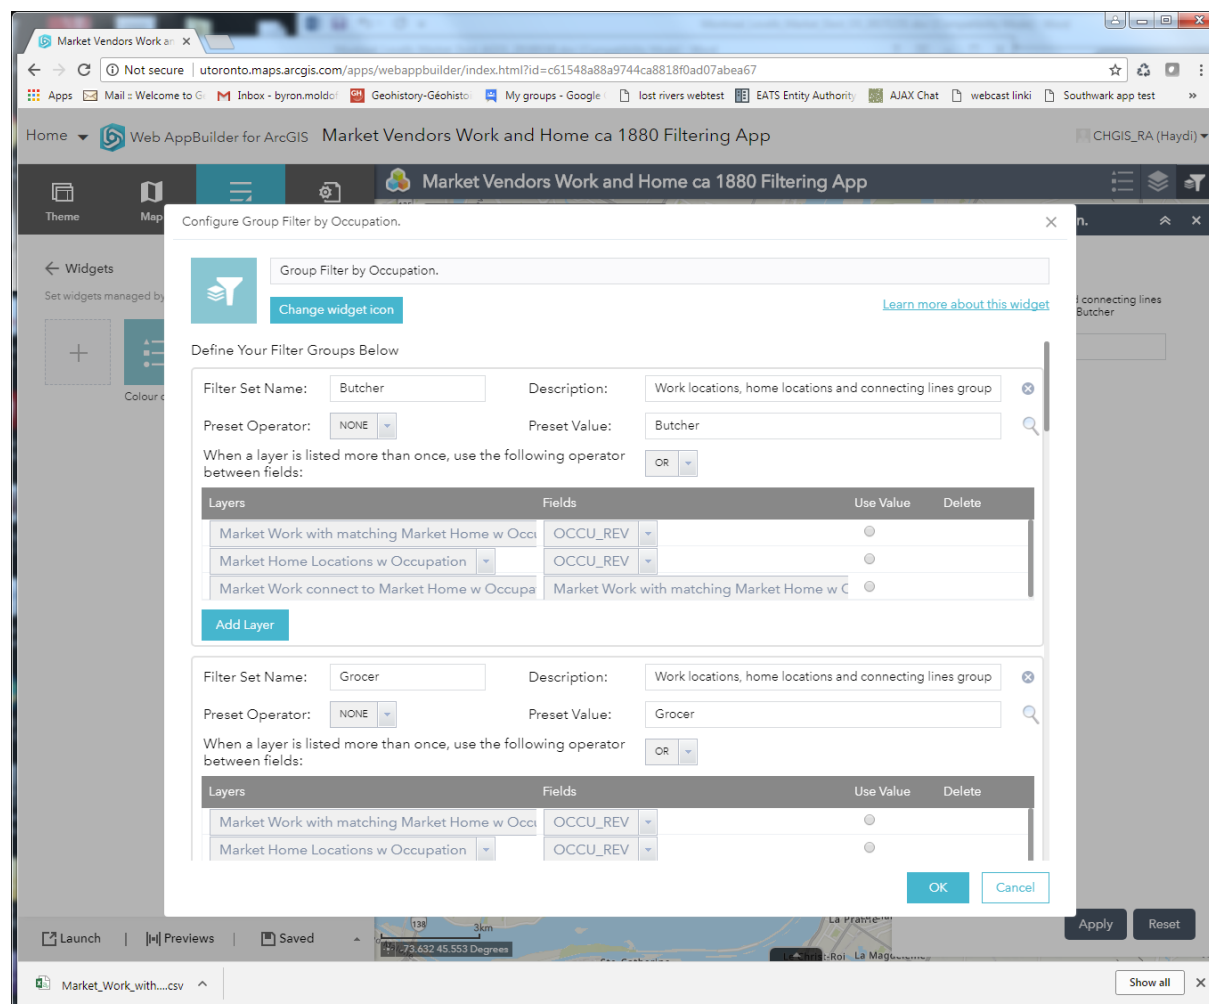 Market Vendors Work an
Not secure | utoronto.maps.arcgis.com/apps/webappbuilder/index.html?id=c61548a88a9744ca8818f0ad07abea67
Apps Mail :: Welcome to G Inbox - byron.moldof Geohistory-Géohisto My groups - Google lost rivers webtest EATS Entity Authority AJAX Chat webcast linki Southwark app test »
Home Web AppBuilder for ArcGIS Market Vendors Work and Home ca 1880 Filtering App CHGIS_RA (Haydi)
Market Vendors Work and Home ca 1880 Filtering App
Theme Map
Configure Group Filter by Occupation.
n.
Widgets
Set widgets managed by
Group Filter by Occupation.
Change widget icon
Learn more about this widget
connecting lines
Butcher
Define Your Filter Groups Below
Colour
Filter Set Name: Butcher Description: Work locations, home locations and connecting lines group
Preset Operator: NONE Preset Value: Butcher
When a layer is listed more than once, use the following operator
between fields:
OR
Layers Fields Use Value Delete
Market Work with matching Market Home w Occu OCCU_REV
Market Home Locations w Occupation OCCU_REV
Market Work connect to Market Home w Occupa Market Work with matching Market Home w
Add Layer
Filter Set Name: Grocer Description: Work locations, home locations and connecting lines group
Preset Operator: NONE Preset Value: Grocer
When a layer is listed more than once, use the following operator
between fields:
OR
Layers Fields Use Value Delete
Market Work with matching Market Home w Occu OCCU_REV
Market Home Locations w Occupation OCCU_REV
OK Cancel
138 3km
Apply Reset
Launch | Previews | Saved
-73.632 45.553 Degrees
Market_Work_with....csv
Show all